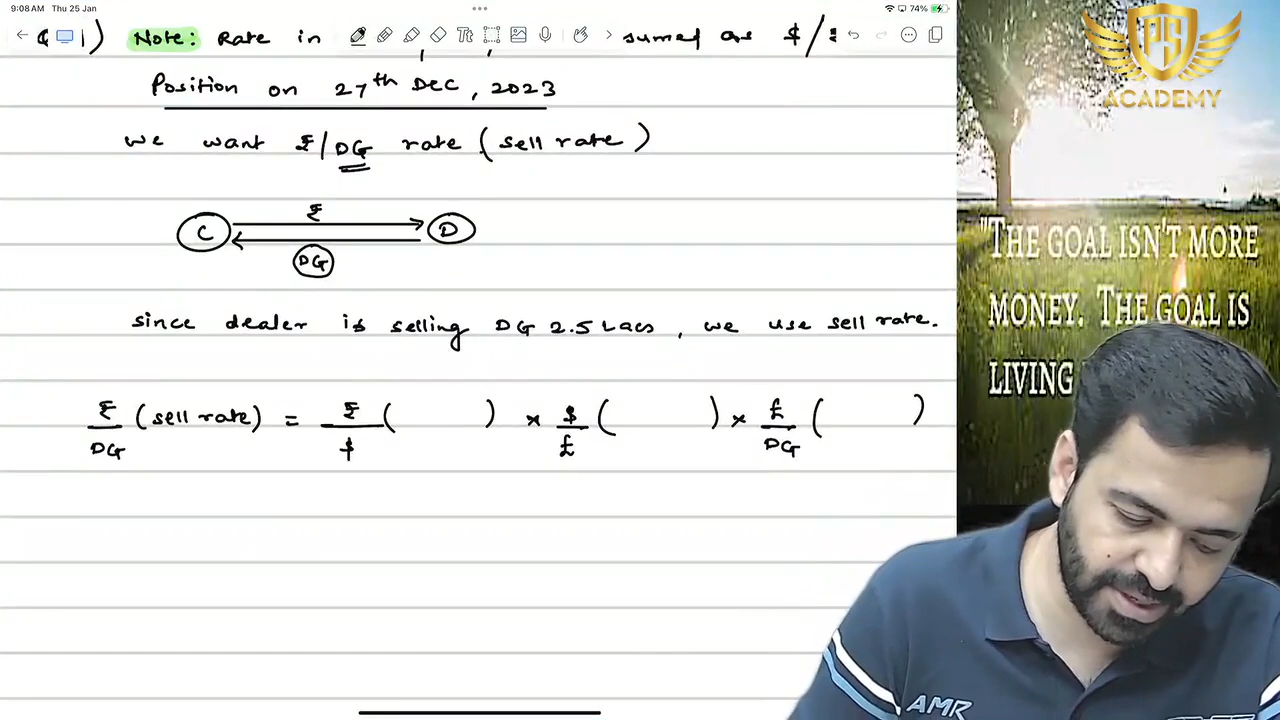 9:08 AM Thu 25 Jan
74%
Note: Rate in
sumed as $/
Position on 27th Dec, 2023
we want ₹/DG rate (sell rate)
₹
C
D
DG
since dealer is selling DG 2.5 Lacs, we use sell rate.
₹/DG (sell rate) = ₹/$ ( ) × $/£ ( ) × £/DG ( )
PS
ACADEMY
"THE GOAL ISN'T MORE
MONEY. THE GOAL IS
LIVING
AMR